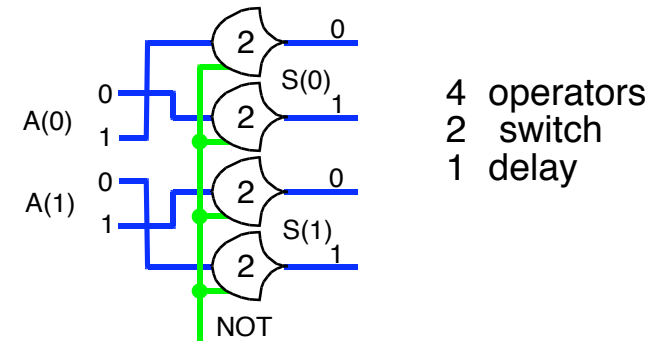 0
2
S(0)
0
1
2
A(0)
1
4 operators
2 switch
1 delay
0
0
2
A(1)
1
S(1)
1
2
NOT